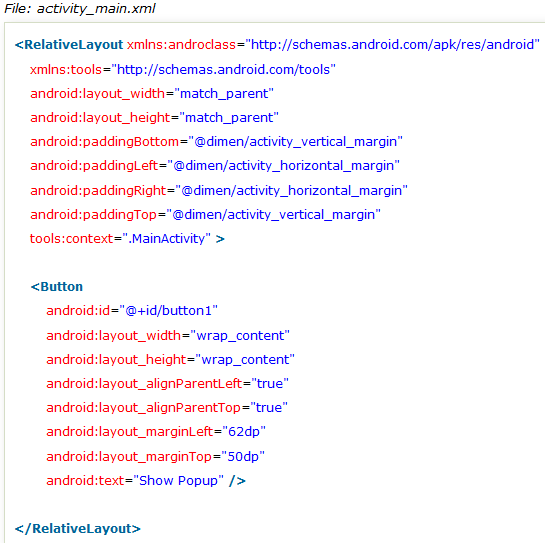 File: activity_main.xml
<RelativeLayout xmlns:androclass="http://schemas.android.com/apk/res/android"
xmlns:tools="http://schemas.android.com/tools"
android:layout_width="match_parent"
android:layout_height="match_parent"
android:paddingBottom="@dimen/activity_vertical_margin"
android:paddingLeft="@dimen/activity_horizontal_margin"
android:paddingRight="@dimen/activity_horizontal_margin"
android:paddingTop="@dimen/activity_vertical_margin"
tools:context=".MainActivity" >
<Button
android:id="@+id/button1"
android:layout_width="wrap_content"
android:layout_height="wrap_content"
android:layout_alignParentLeft="true"
android:layout_alignParentTop="true"
android:layout_marginLeft="62dp"
android:layout_marginTop="50dp"
android:text="Show Popup" />
</RelativeLayout>